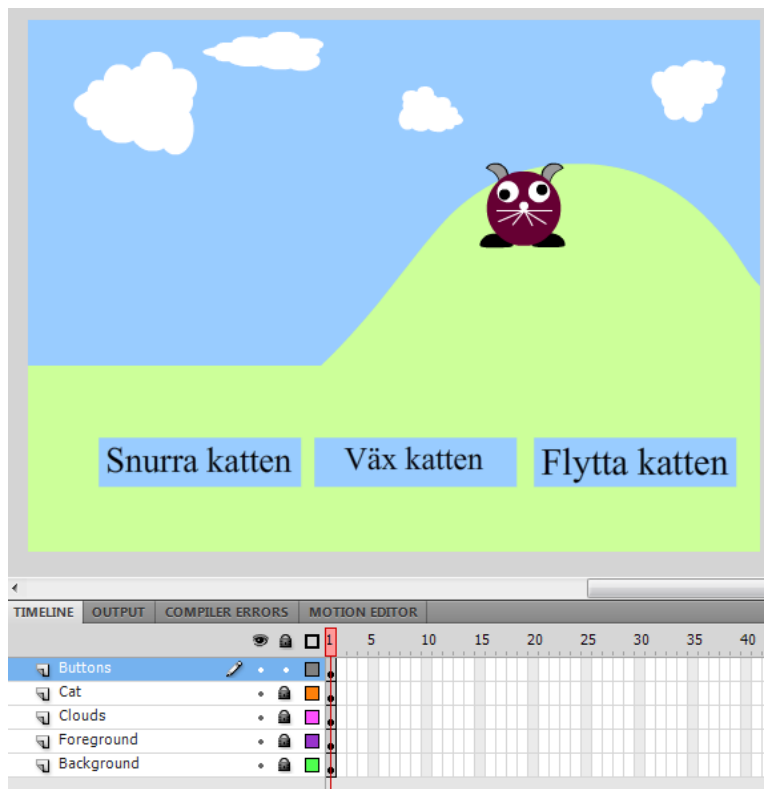 Snurra katten Väx katten Flytta katten
TIMELINE OUTPUT COMPILER ERRORS MOTION EDITOR
1 5 10 15 20 25 30 35 40
Buttons
Cat
Clouds
Foreground
Background